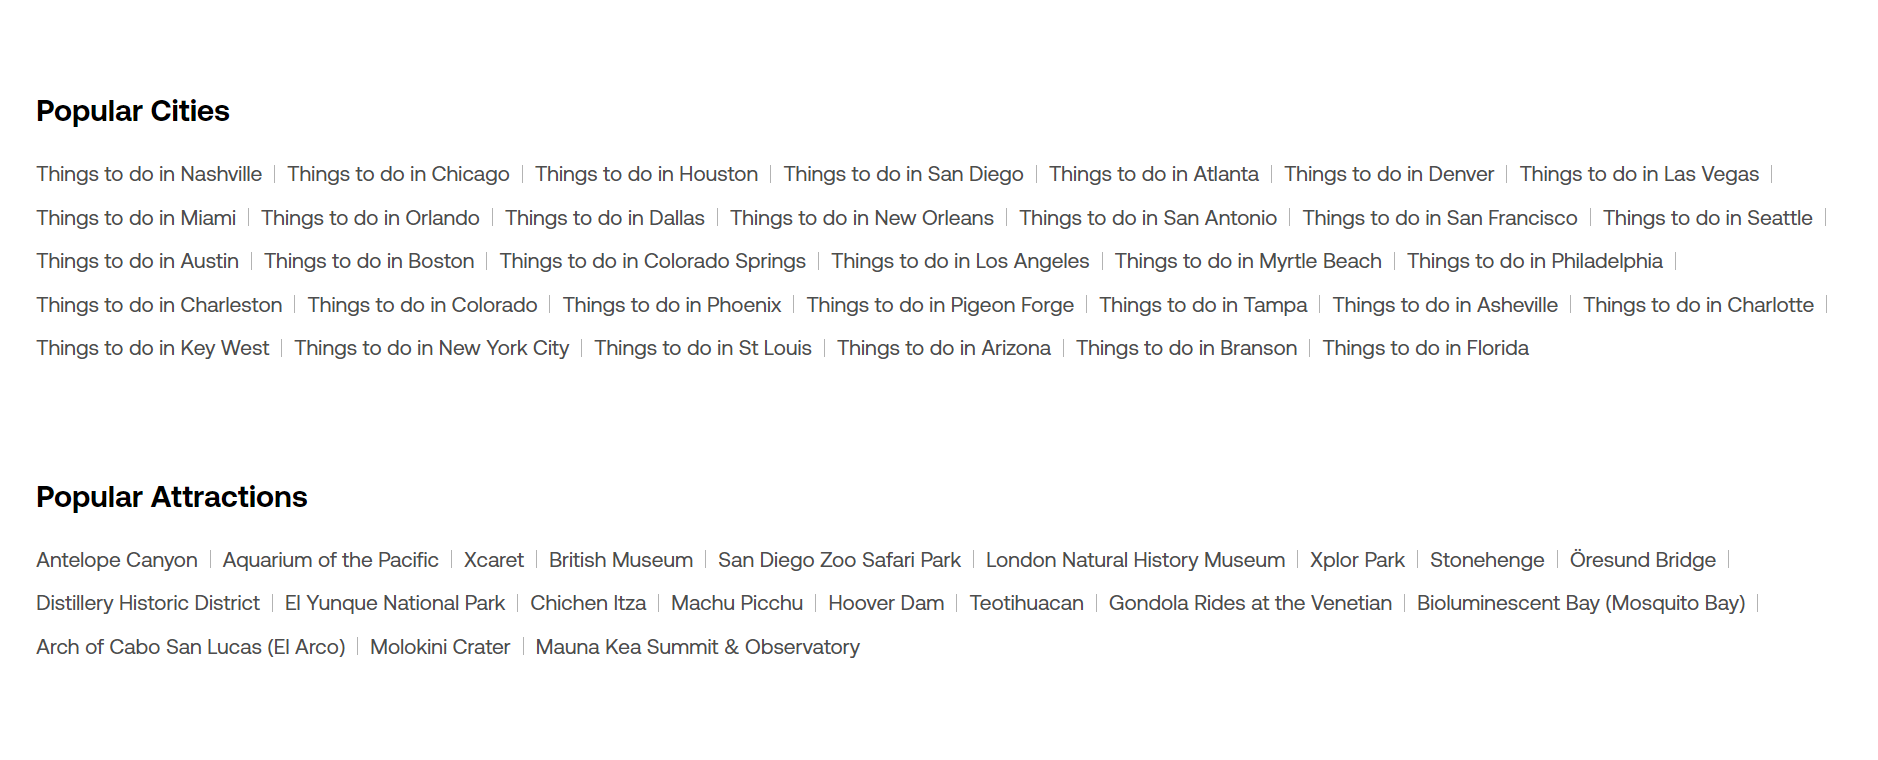 Popular Cities
Things to do in Nashville | Things to do in Chicago | Things to do in Houston | Things to do in San Diego | Things to do in Atlanta | Things to do in Denver | Things to do in Las Vegas |
Things to do in Miami | Things to do in Orlando | Things to do in Dallas | Things to do in New Orleans | Things to do in San Antonio | Things to do in San Francisco | Things to do in Seattle |
Things to do in Austin | Things to do in Boston | Things to do in Colorado Springs | Things to do in Los Angeles | Things to do in Myrtle Beach | Things to do in Philadelphia |
Things to do in Charleston | Things to do in Colorado | Things to do in Phoenix | Things to do in Pigeon Forge | Things to do in Tampa | Things to do in Asheville | Things to do in Charlotte |
Things to do in Key West | Things to do in New York City | Things to do in St Louis | Things to do in Arizona | Things to do in Branson | Things to do in Florida
Popular Attractions
Antelope Canyon | Aquarium of the Pacific | Xcaret | British Museum | San Diego Zoo Safari Park | London Natural History Museum | Xplor Park | Stonehenge | Öresund Bridge |
Distillery Historic District | El Yunque National Park | Chichen Itza | Machu Picchu | Hoover Dam | Teotihuacan | Gondola Rides at the Venetian | Bioluminescent Bay (Mosquito Bay) |
Arch of Cabo San Lucas (El Arco) | Molokini Crater | Mauna Kea Summit & Observatory